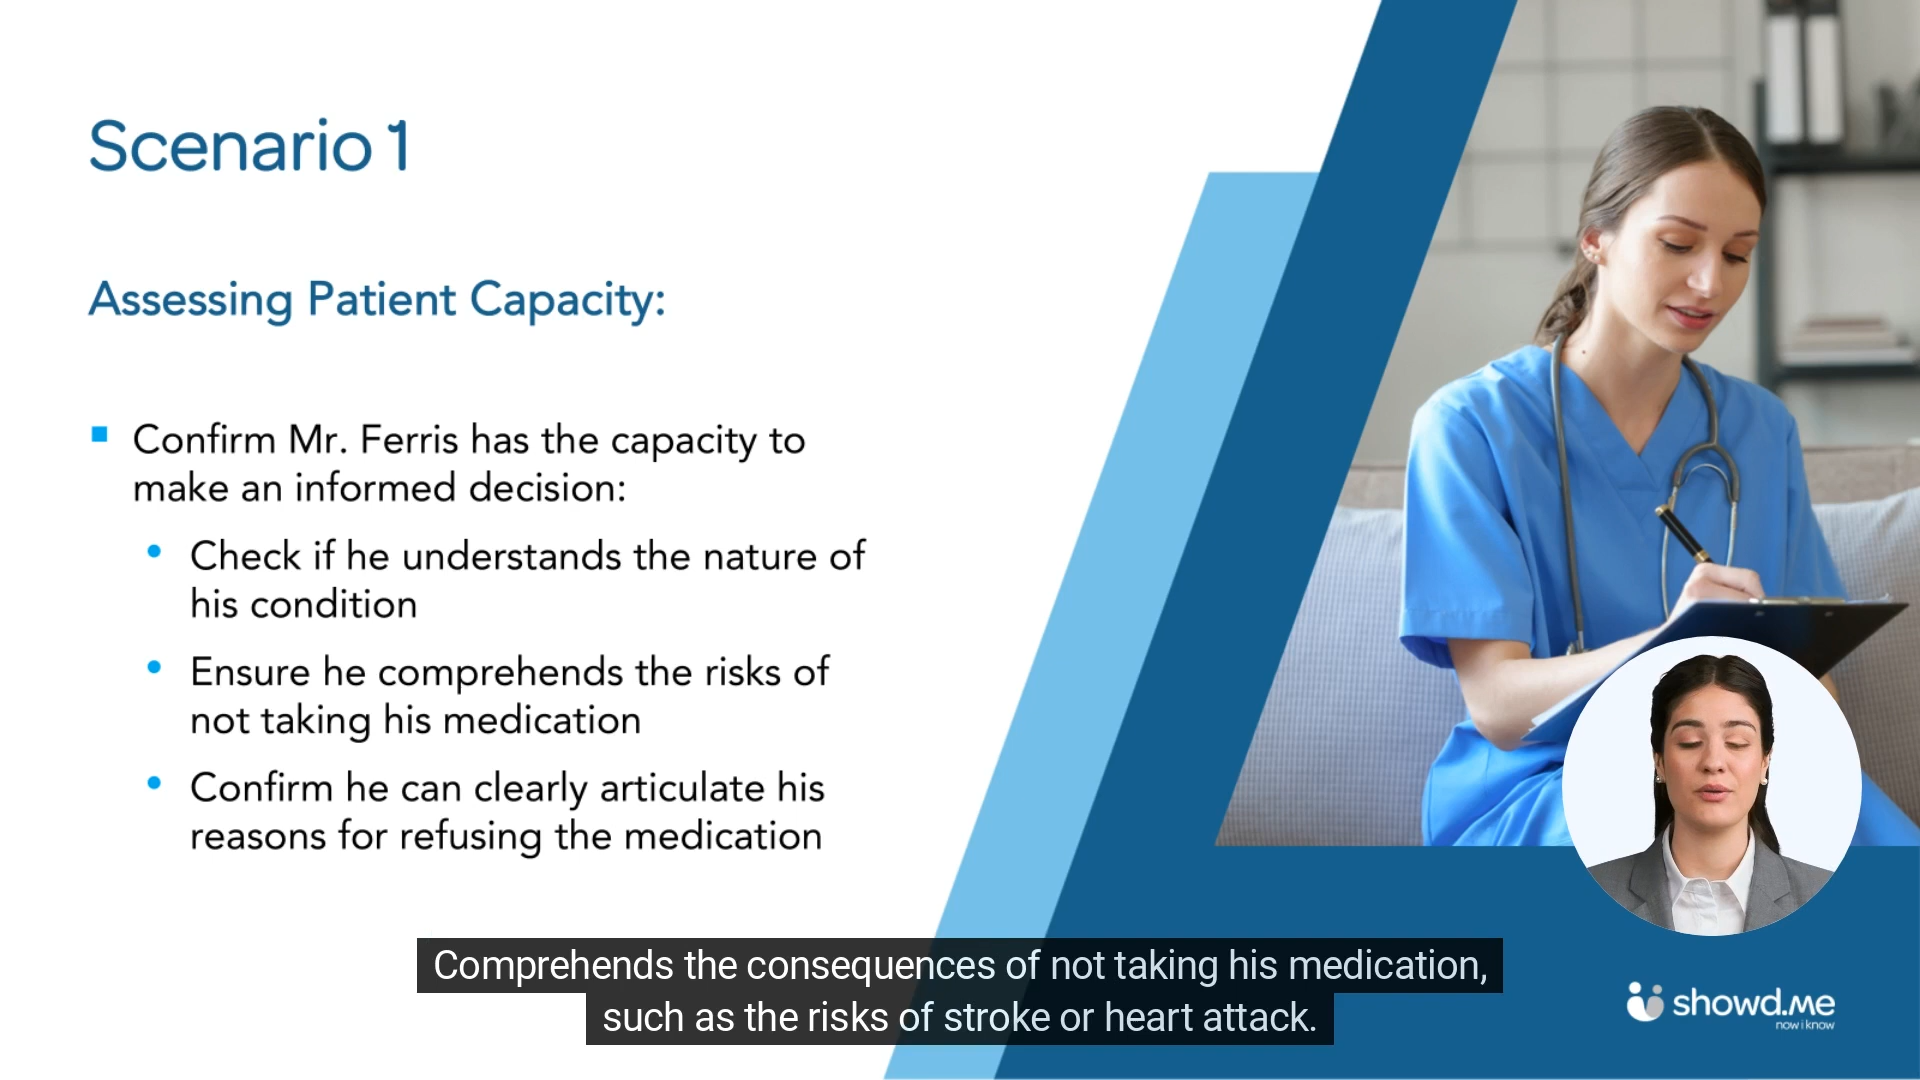 Scenario 1
Assessing Patient Capacity:
Confirm Mr. Ferris has the capacity to
make an informed decision:
Check if he understands the nature of
his condition
Ensure he comprehends the risks of
not taking his medication
Confirm he can clearly articulate his
reasons for refusing the medication
Comprehends the consequences of not taking his medication,
such as the risks of stroke or heart attack.
showd.me
now i know